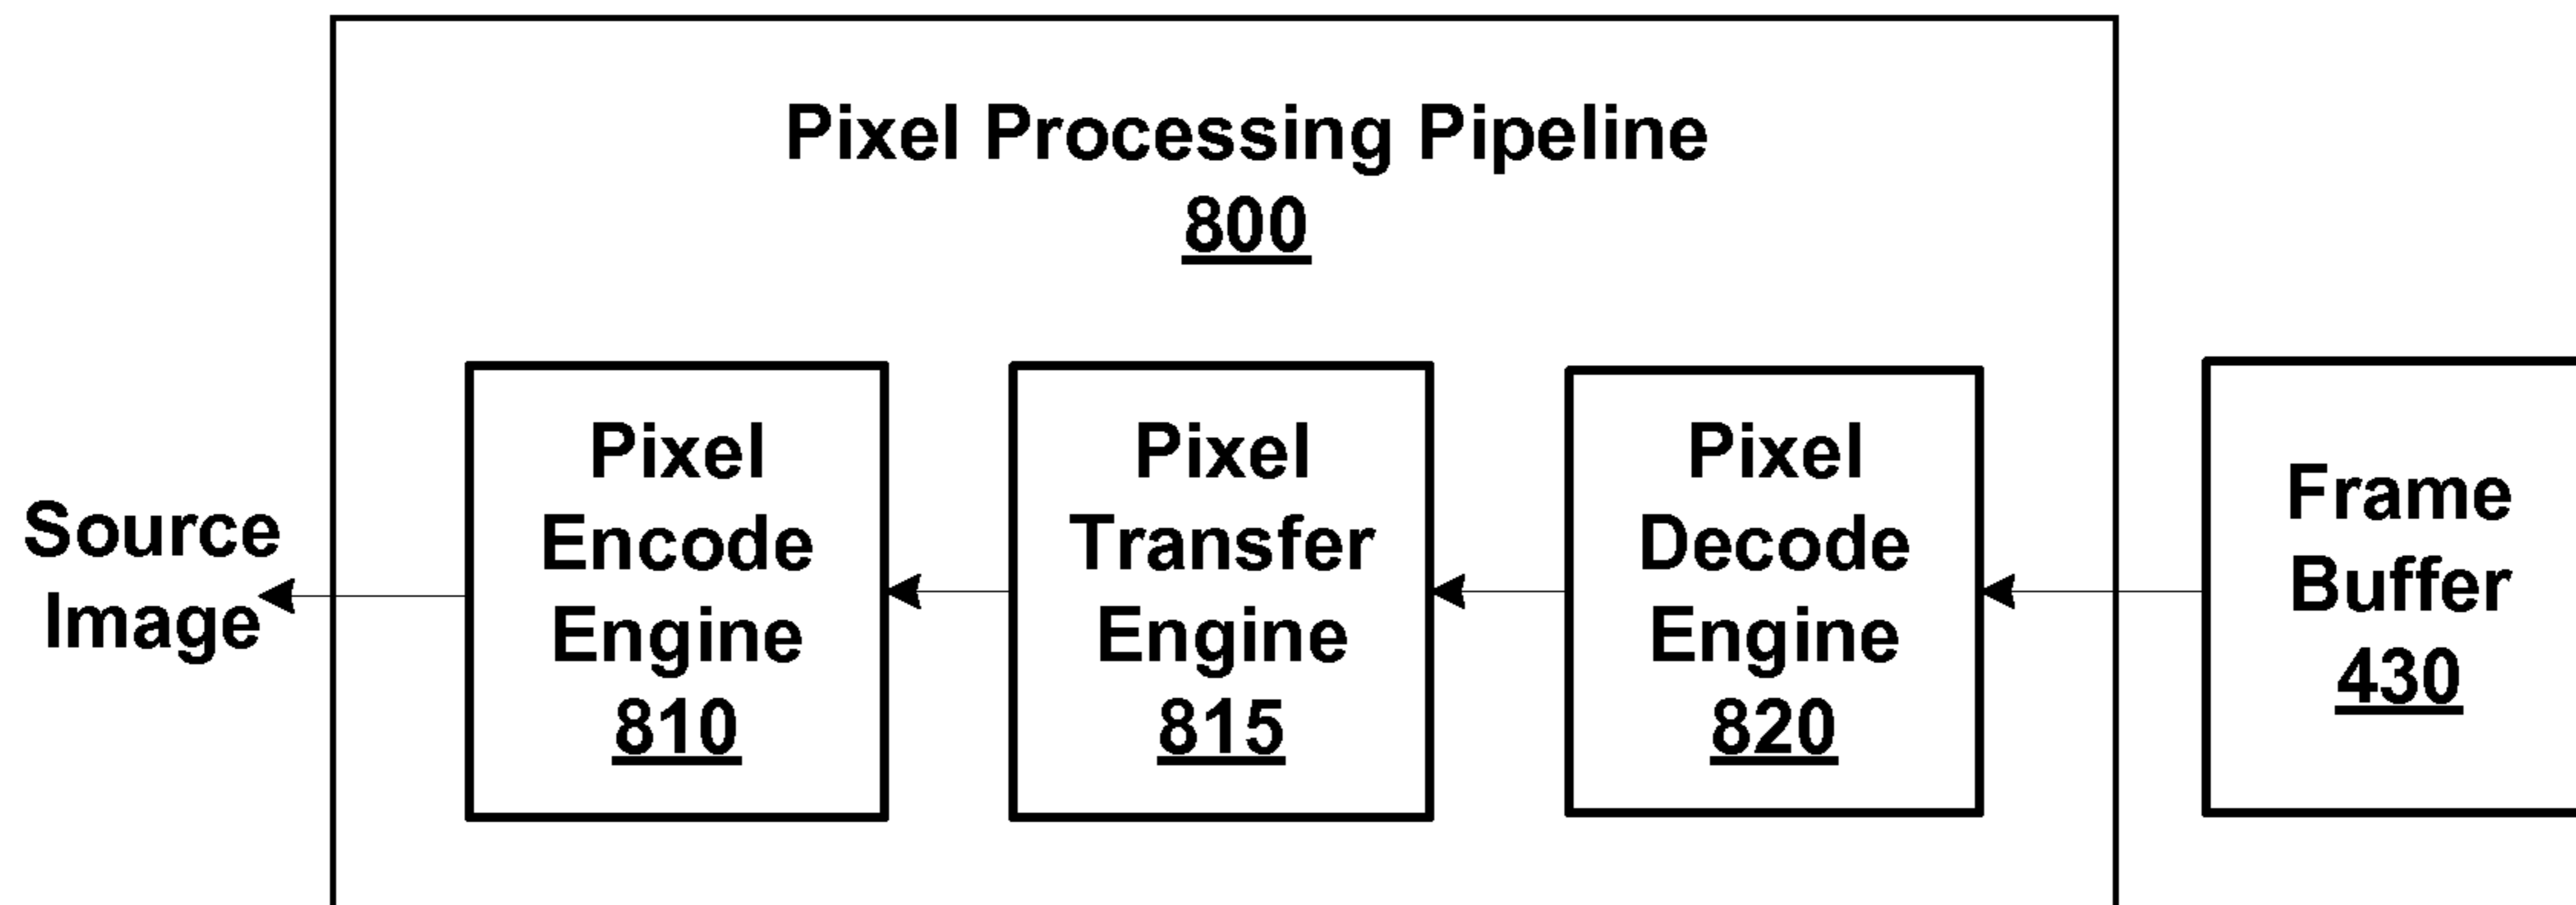 Pixel Processing Pipeline
800
Source
Image
Pixel
Encode
Engine
810
Pixel
Transfer
Engine
815
Pixel
Decode
Engine
820
Frame
Buffer
430